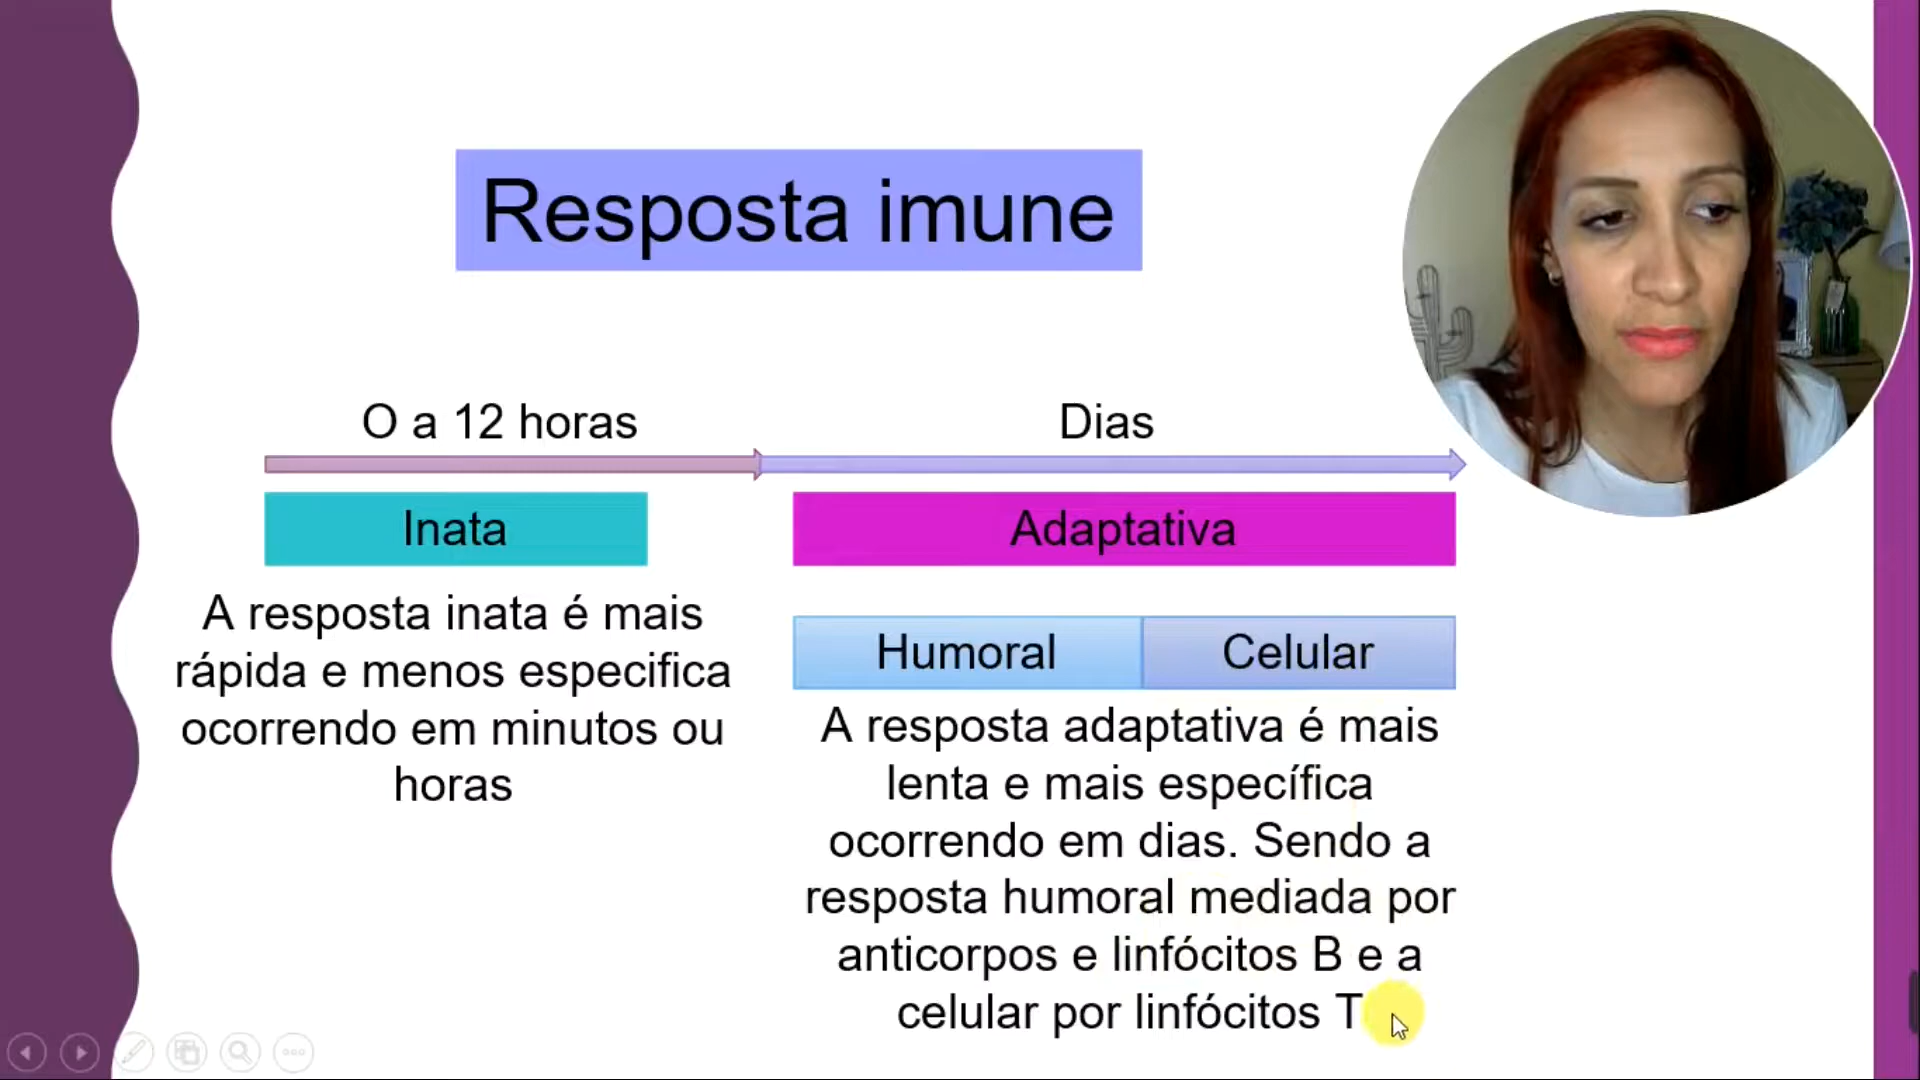 Resposta imune
O a 12 horas
Dias
Inata
Adaptativa
A resposta inata é mais
rápida e menos especifica
ocorrendo em minutos ou
horas
Humoral
Celular
A resposta adaptativa é mais
lenta e mais específica
ocorrendo em dias. Sendo a
resposta humoral mediada por
anticorpos e linfócitos B e a
celular por linfócitos T